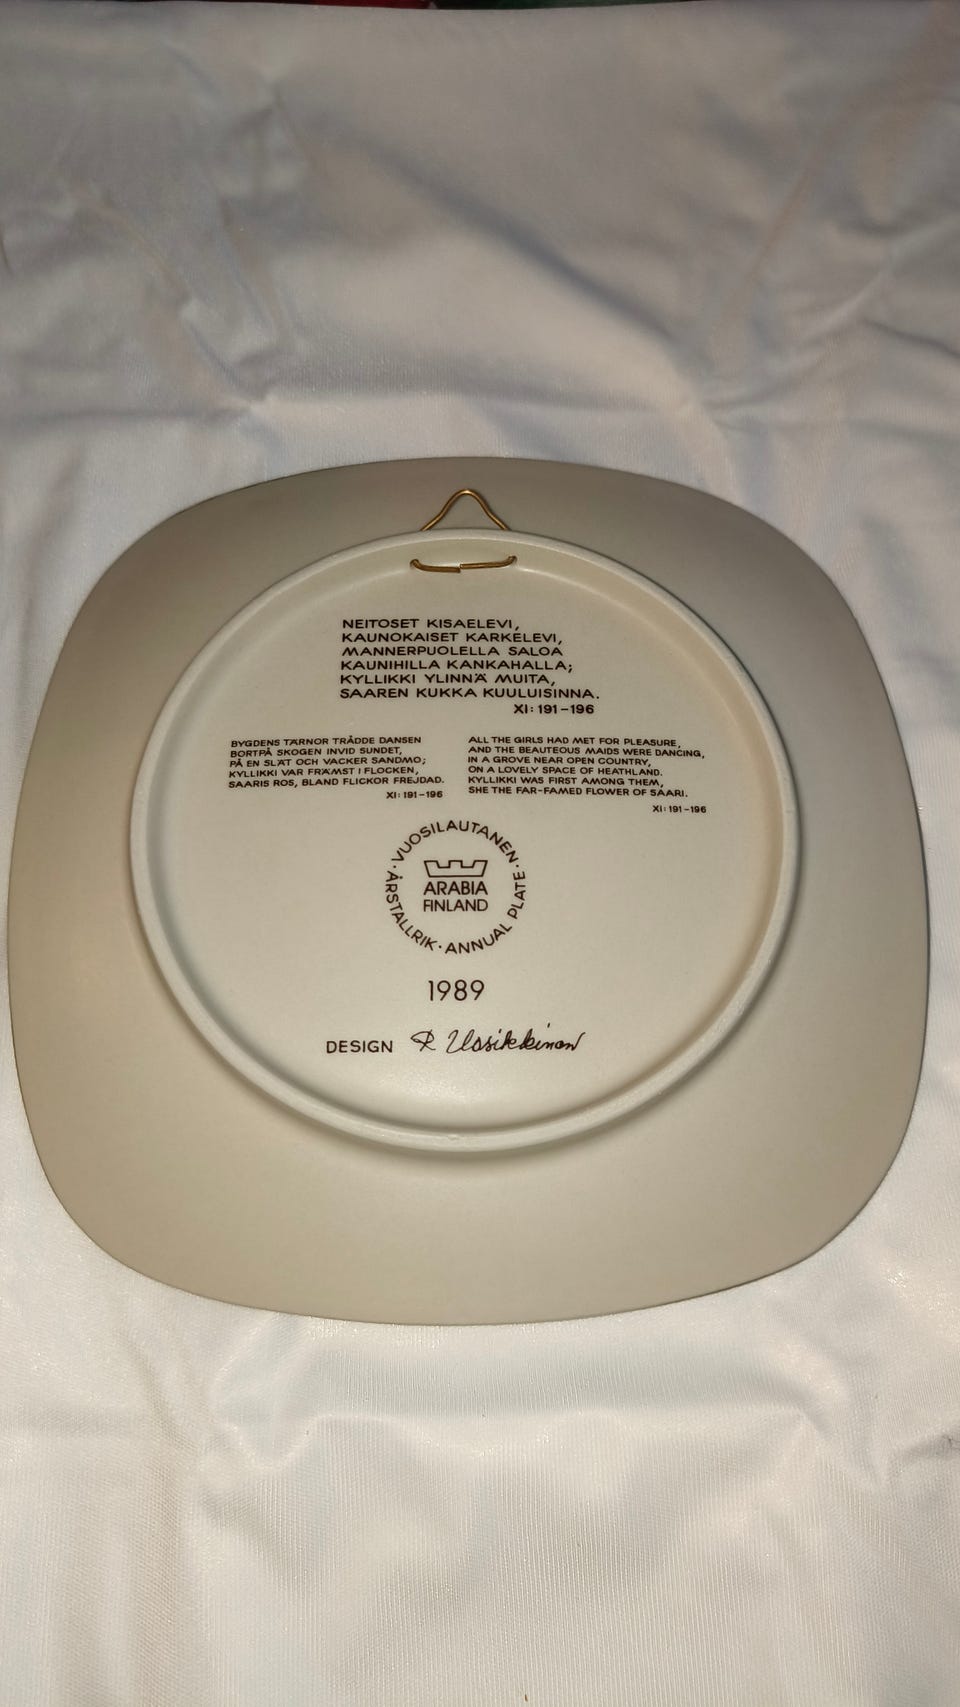 NEITOSET KISAELEVI,
KAUNOKAISET KARKELEVI,
MANNERPUOLELLA SALOA
KAUNIHILLA KANKAHALLA;
KYLLIKKI YLINNÄ MUITA,
SAAREN KUKKA KUULUISINNA.
XI: 191-196
BYGDENS TÄRNOR TRÅDDE DANSEN
BORTPÅ SKOGEN INVID SUNDET,
PÅ EN SLÄT OCH VACKER SANDMO;
KYLLIKKI VAR FRÄMST I FLOCKEN,
SAARIS ROS, BLAND FLICKOR FREJDAD.
XI: 191-196
ALL THE GIRLS HAD MET FOR PLEASURE,
AND THE BEAUTEOUS MAIDS WERE DANCING,
IN A GROVE NEAR OPEN COUNTRY,
ON A LOVELY SPACE OF HEATHLAND.
KYLLIKKI WAS FIRST AMONG THEM,
SHE THE FAR-FAMED FLOWER OF SAARI.
XI: 191-196
· VUOSILAUTANEN · ANNUAL PLATE · ÅRSTALLRIK
ARABIA
FINLAND
1989
DESIGN R Uosikkinen